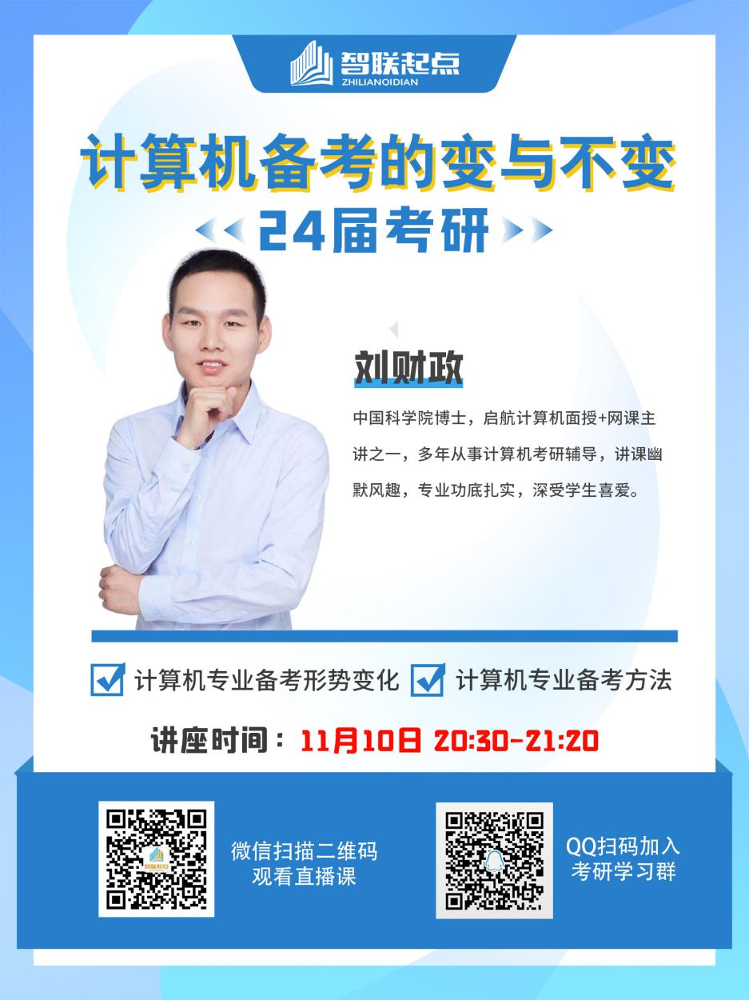 智联起点
ZHILIANQIDIAN
计算机备考的变与不变
24届考研
刘财政
中国科学院博士，启航计算机面授+网课主
讲之一，多年从事计算机考研辅导，讲课幽
默风趣，专业功底扎实，深受学生喜爱。
计算机专业备考形势变化
计算机专业备考方法
讲座时间：11月10日 20:30-21:20
智联起点
微信扫描二维码
观看直播课
QQ扫码加入
考研学习群